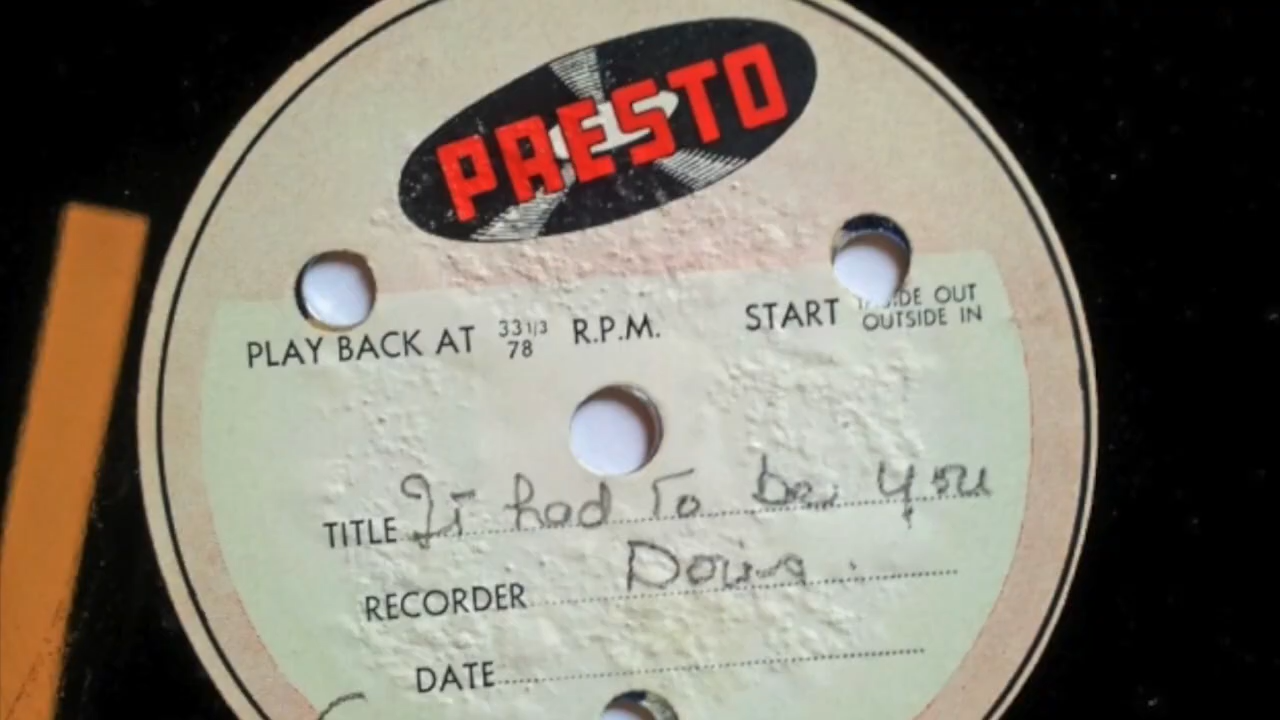 PRESTO
PLAY BACK AT 33 1/3 78 R.P.M. START INSIDE OUT OUTSIDE IN
TITLE It had To be you
RECORDER
DATE